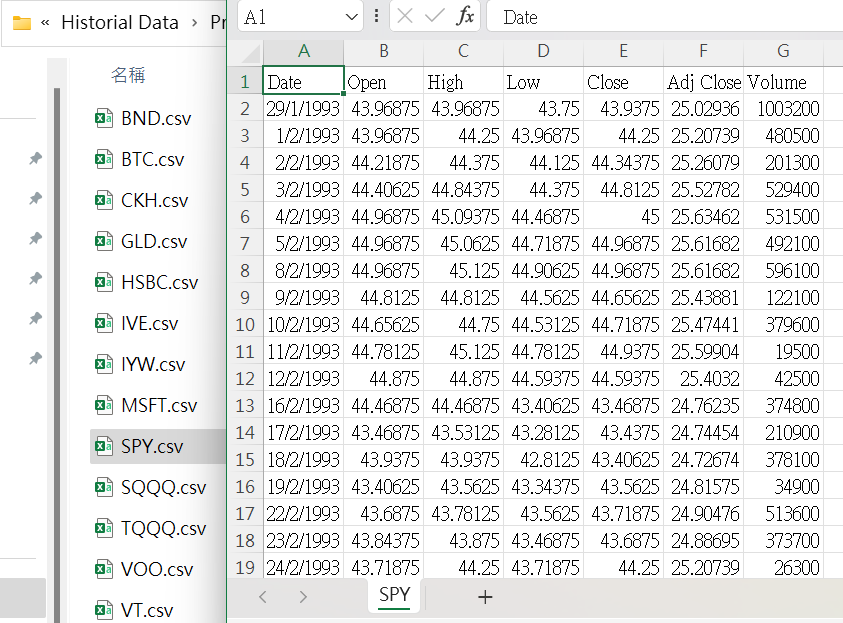 « Historial Data › Pr
名稱
BND.csv
BTC.csv
CKH.csv
GLD.csv
HSBC.csv
IVE.csv
IYW.csv
MSFT.csv
SPY.csv
SQQQ.csv
TQQQ.csv
VOO.csv
VT.csv
A1 fx Date
A B C D E F G
1 Date Open High Low Close Adj Close Volume
2 29/1/1993 43.96875 43.96875 43.75 43.9375 25.02936 1003200
3 1/2/1993 43.96875 44.25 43.96875 44.25 25.20739 480500
4 2/2/1993 44.21875 44.375 44.125 44.34375 25.26079 201300
5 3/2/1993 44.40625 44.84375 44.375 44.8125 25.52782 529400
6 4/2/1993 44.96875 45.09375 44.46875 45 25.63462 531500
7 5/2/1993 44.96875 45.0625 44.71875 44.96875 25.61682 492100
8 8/2/1993 44.96875 45.125 44.90625 44.96875 25.61682 596100
9 9/2/1993 44.8125 44.8125 44.5625 44.65625 25.43881 122100
10 10/2/1993 44.65625 44.75 44.53125 44.71875 25.47441 379600
11 11/2/1993 44.78125 45.125 44.78125 44.9375 25.59904 19500
12 12/2/1993 44.875 44.875 44.59375 44.59375 25.4032 42500
13 16/2/1993 44.46875 44.46875 43.40625 43.46875 24.76235 374800
14 17/2/1993 43.46875 43.53125 43.28125 43.4375 24.74454 210900
15 18/2/1993 43.9375 43.9375 42.8125 43.40625 24.72674 378100
16 19/2/1993 43.40625 43.5625 43.34375 43.5625 24.81575 34900
17 22/2/1993 43.6875 43.78125 43.5625 43.71875 24.90476 513600
18 23/2/1993 43.84375 43.875 43.46875 43.6875 24.88695 373700
19 24/2/1993 43.71875 44.25 43.71875 44.25 25.20739 26300
SPY